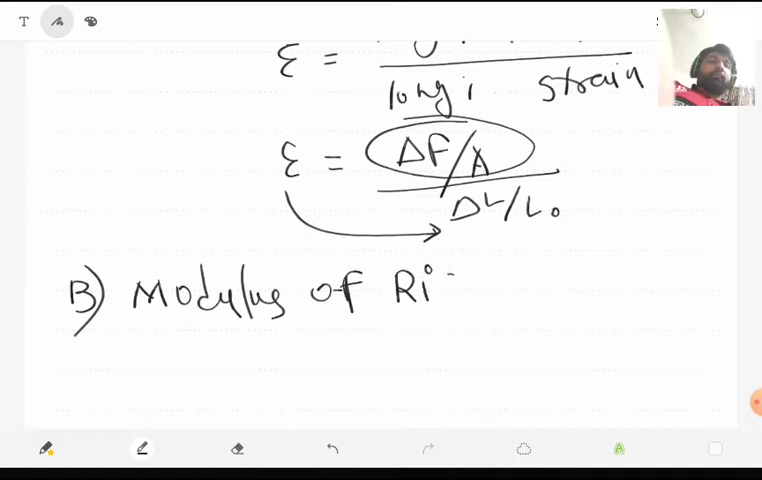 Ɛ =
longi. strain
Ɛ = ΔF/A
ΔL/L₀
B) Modulus of Ri